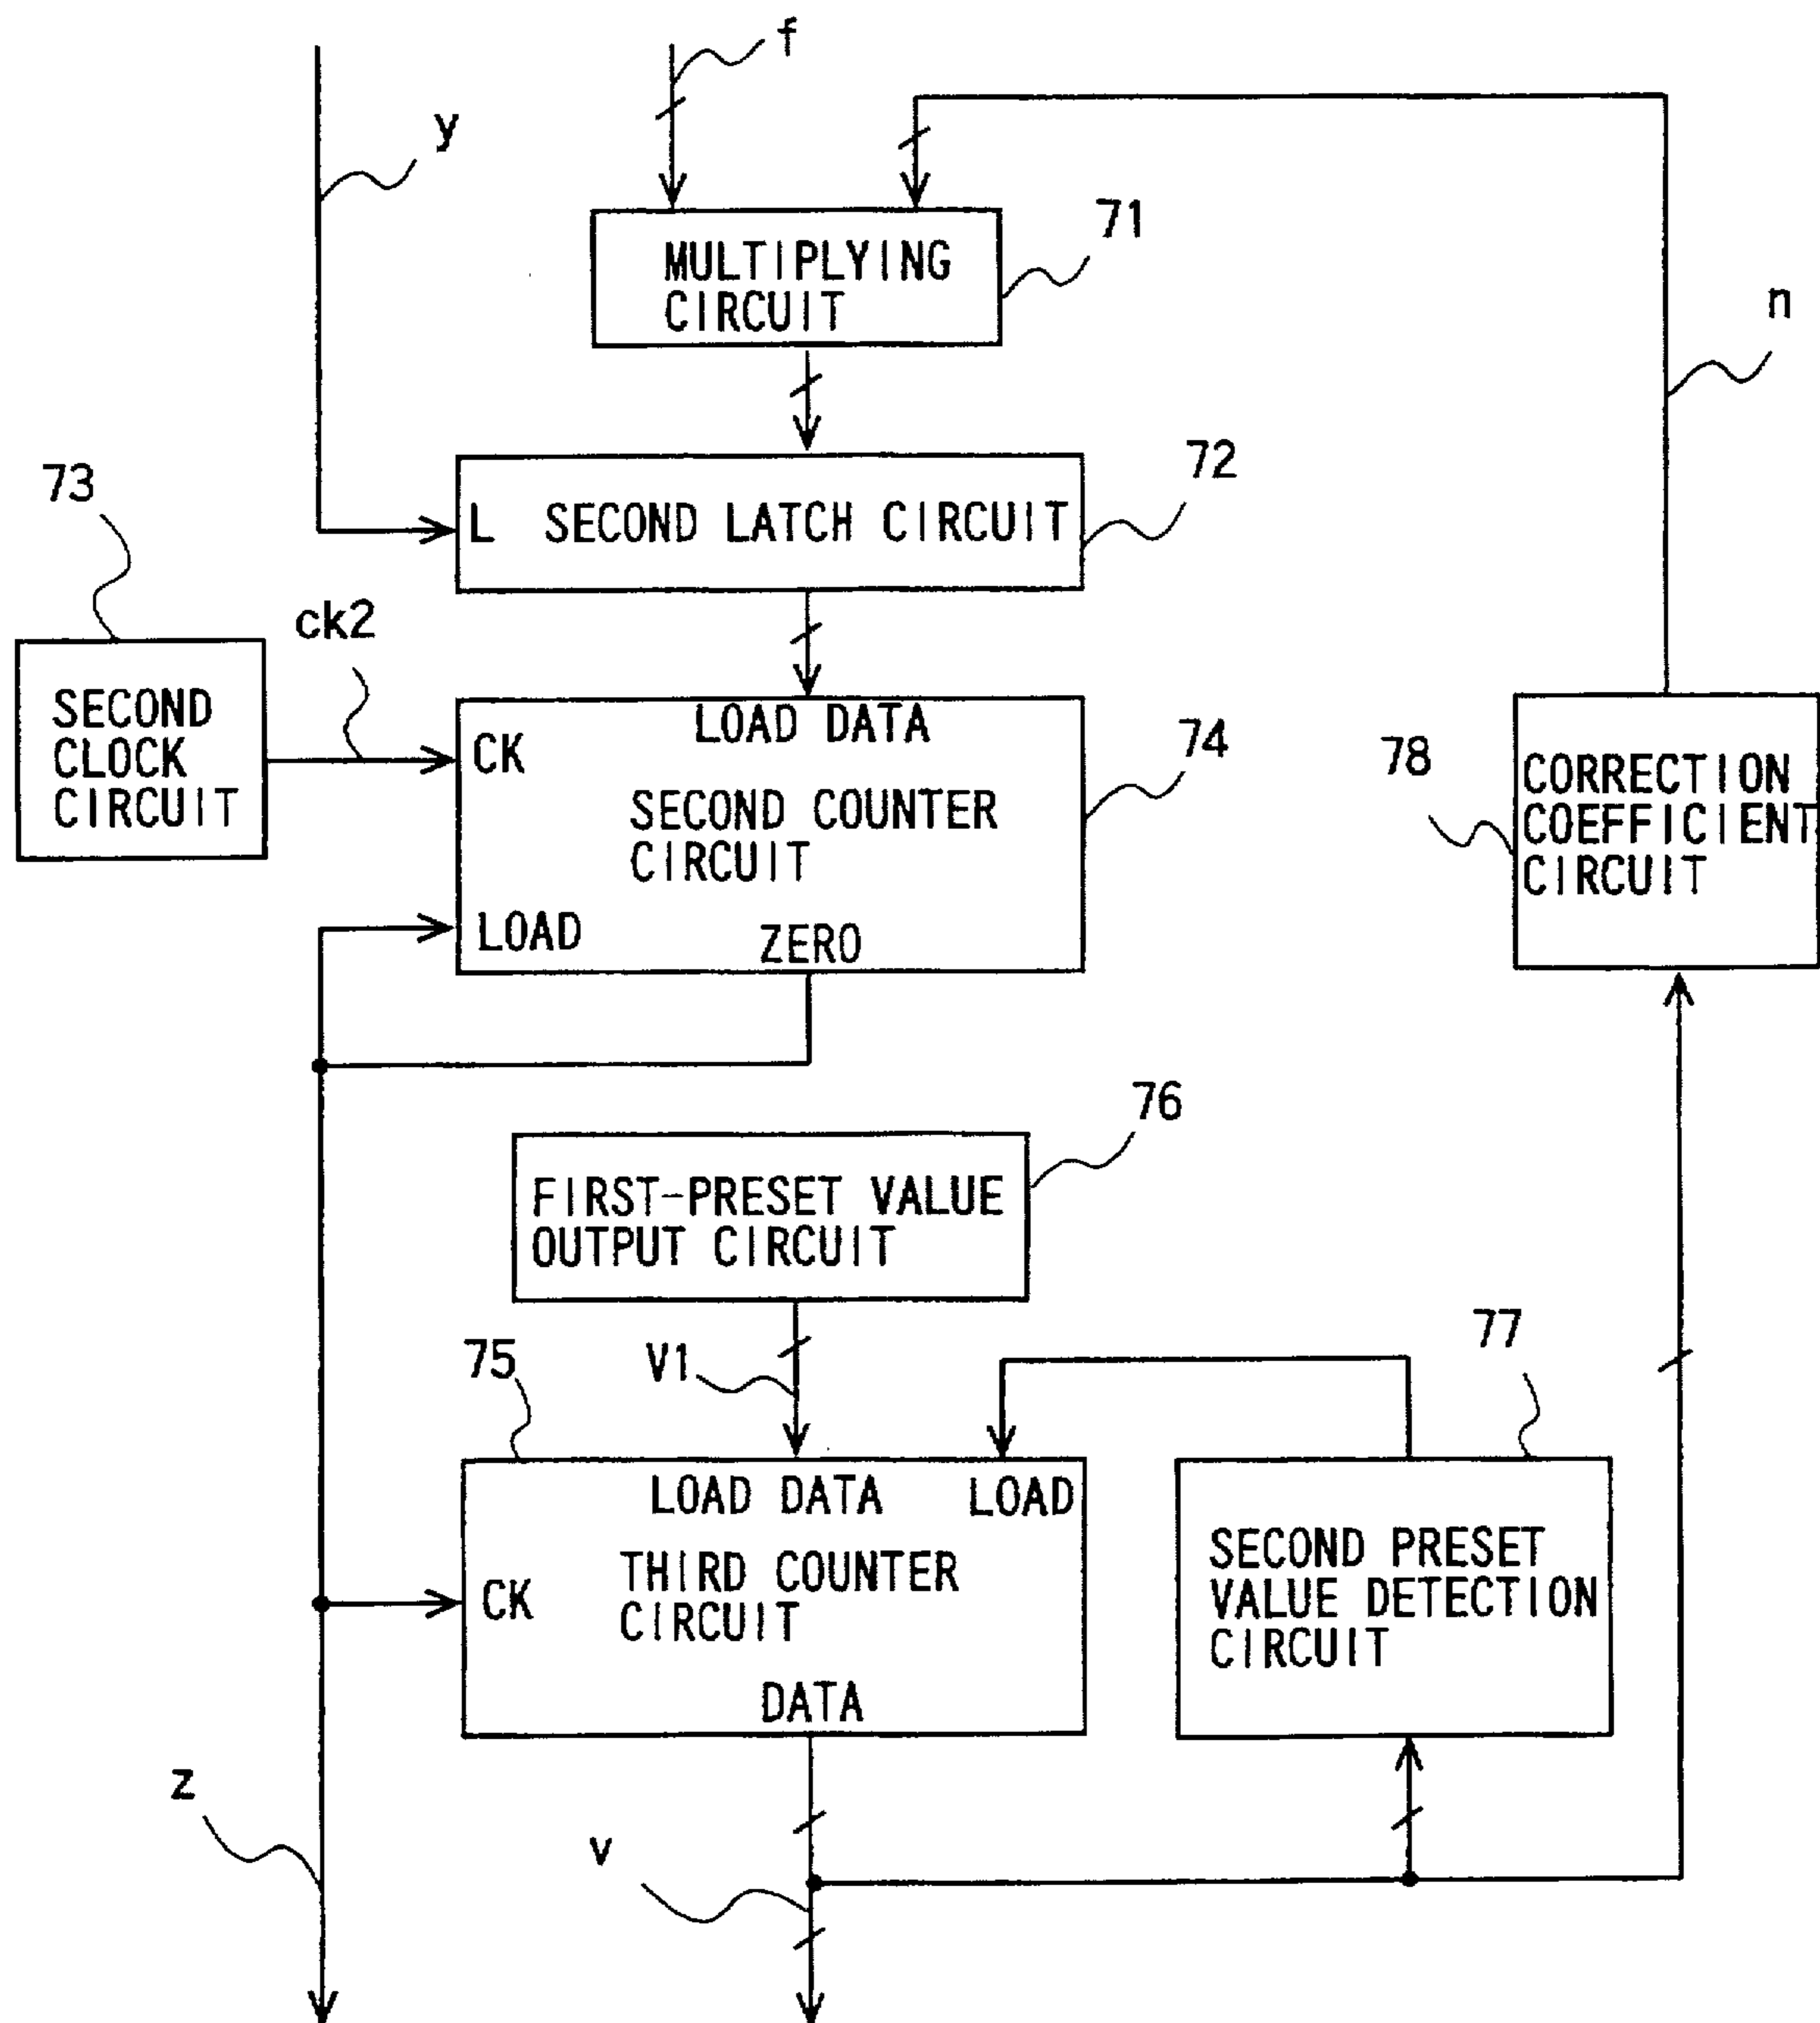 f
y
71
MULTIPLYING
CIRCUIT
n
73
72
L SECOND LATCH CIRCUIT
ck2
SECOND
CLOCK
CIRCUIT
LOAD DATA
CK
74
78
SECOND COUNTER
CIRCUIT
CORRECTION
COEFFICIENT
CIRCUIT
LOAD
ZERO
76
FIRST-PRESET VALUE
OUTPUT CIRCUIT
75
V1
77
LOAD DATA LOAD
THIRD COUNTER
CIRCUIT
CK
SECOND PRESET
VALUE DETECTION
CIRCUIT
DATA
z
v